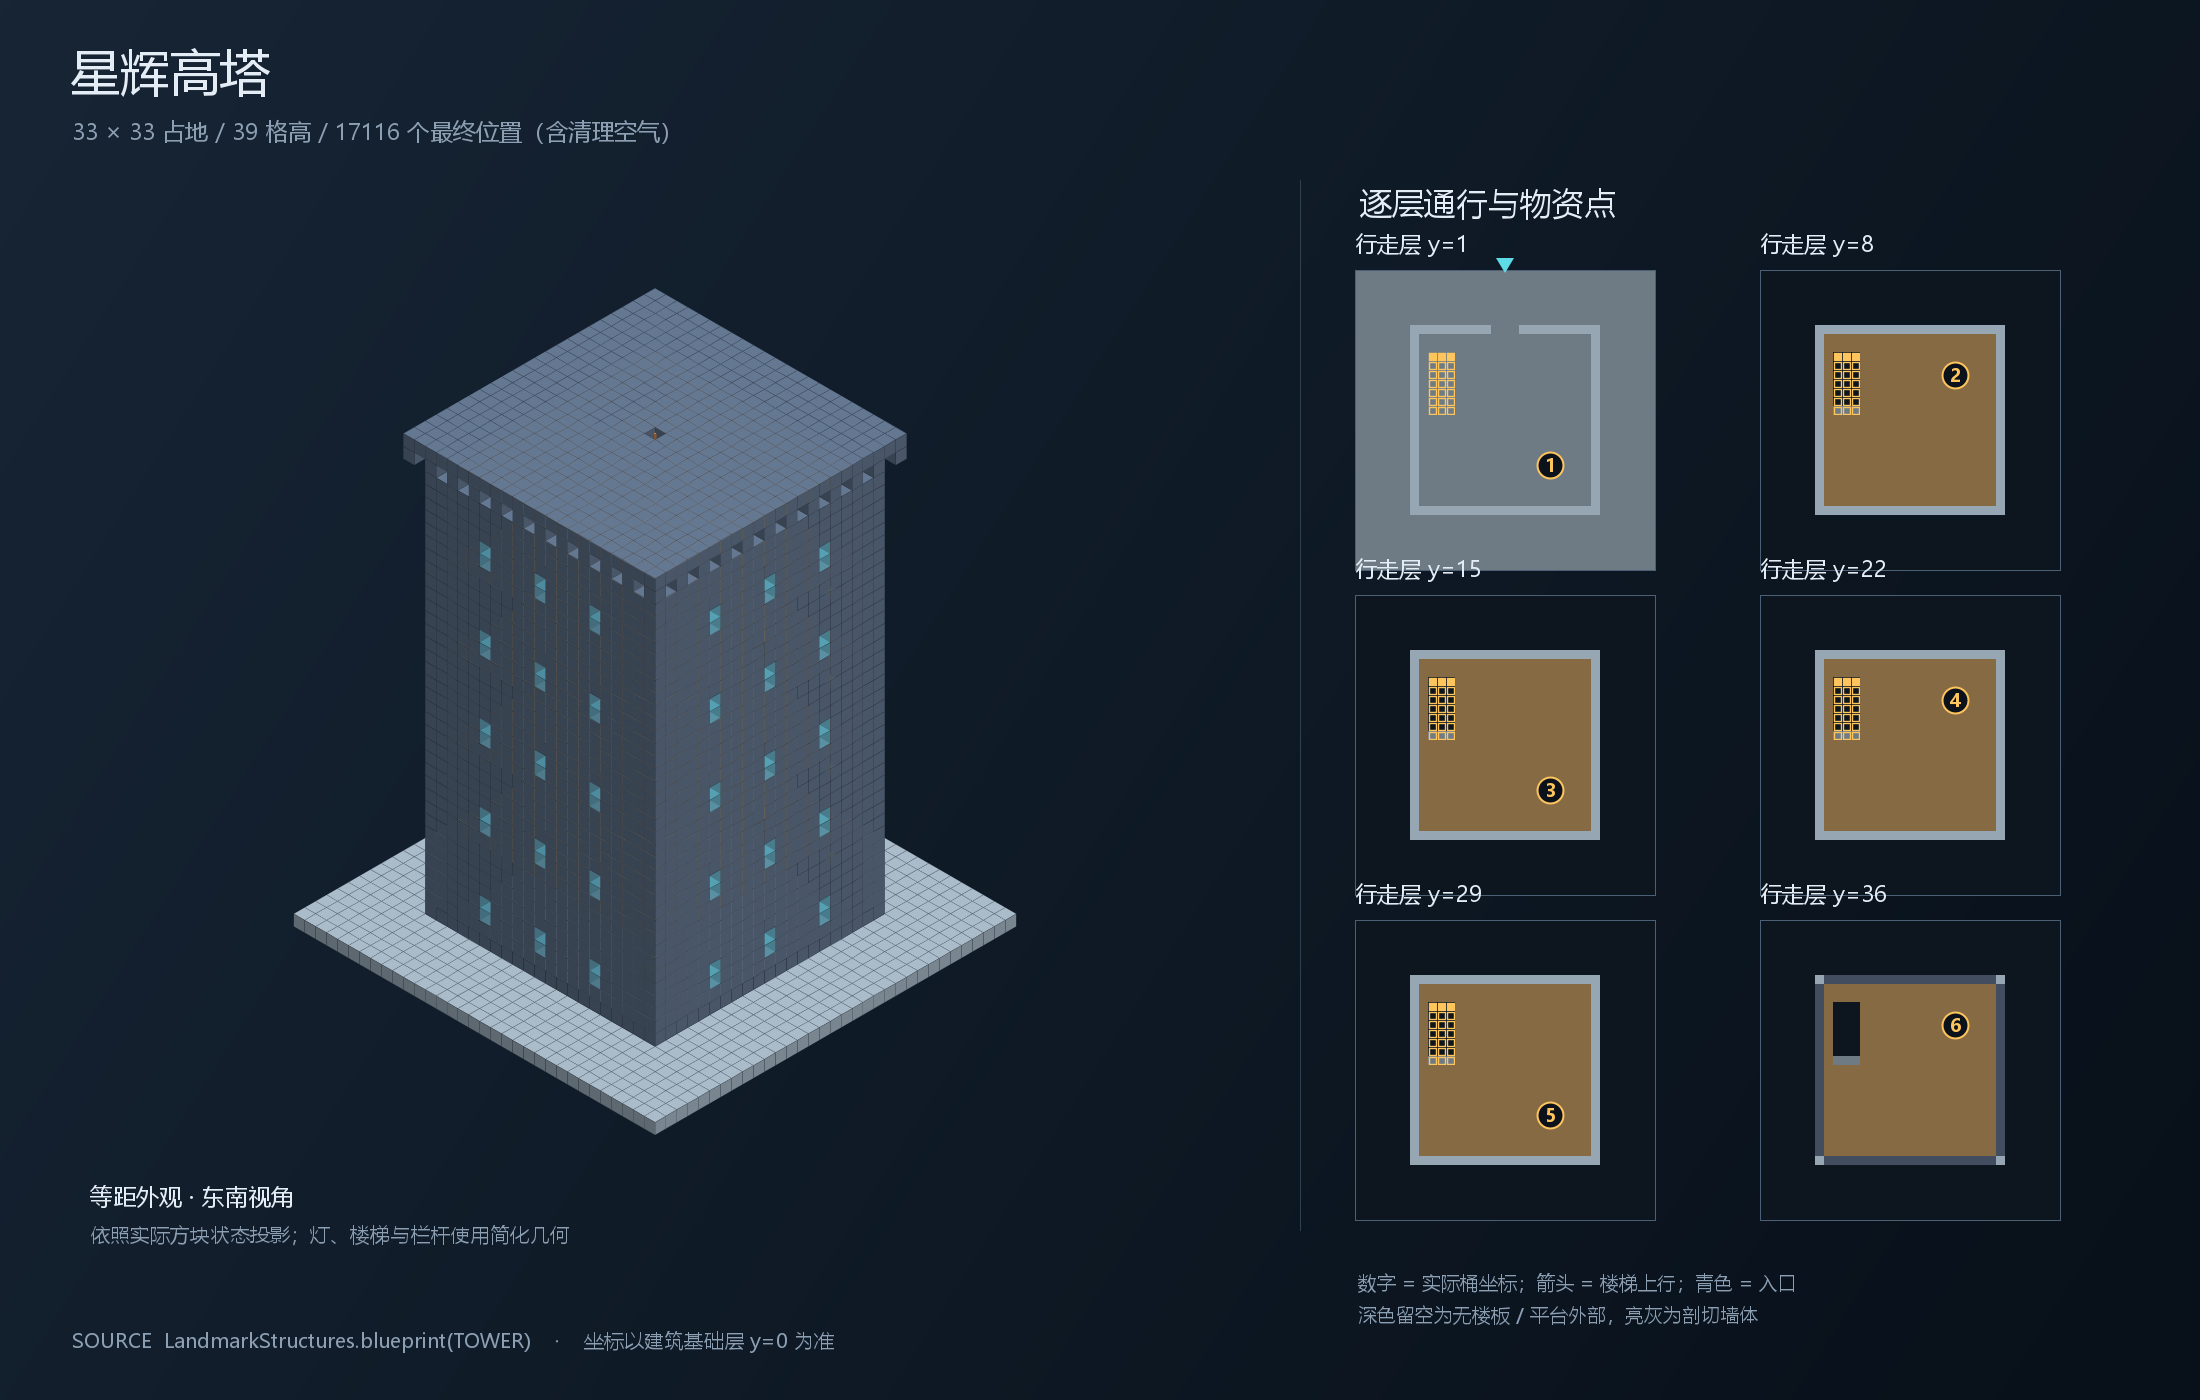 星辉高塔
33 × 33 占地 / 39 格高 / 17116 个最终位置（含清理空气）
逐层通行与物资点
行走层 y=1
行走层 y=8
1
2
行走层 y=15
行走层 y=22
3
4
行走层 y=29
行走层 y=36
5
6
等距外观 · 东南视角
依照实际方块状态投影；灯、楼梯与栏杆使用简化几何
数字 = 实际桶坐标；箭头 = 楼梯上行；青色 = 入口
深色留空为无楼板 / 平台外部，亮灰为剖切墙体
SOURCE LandmarkStructures.blueprint(TOWER) · 坐标以建筑基础层 y=0 为准